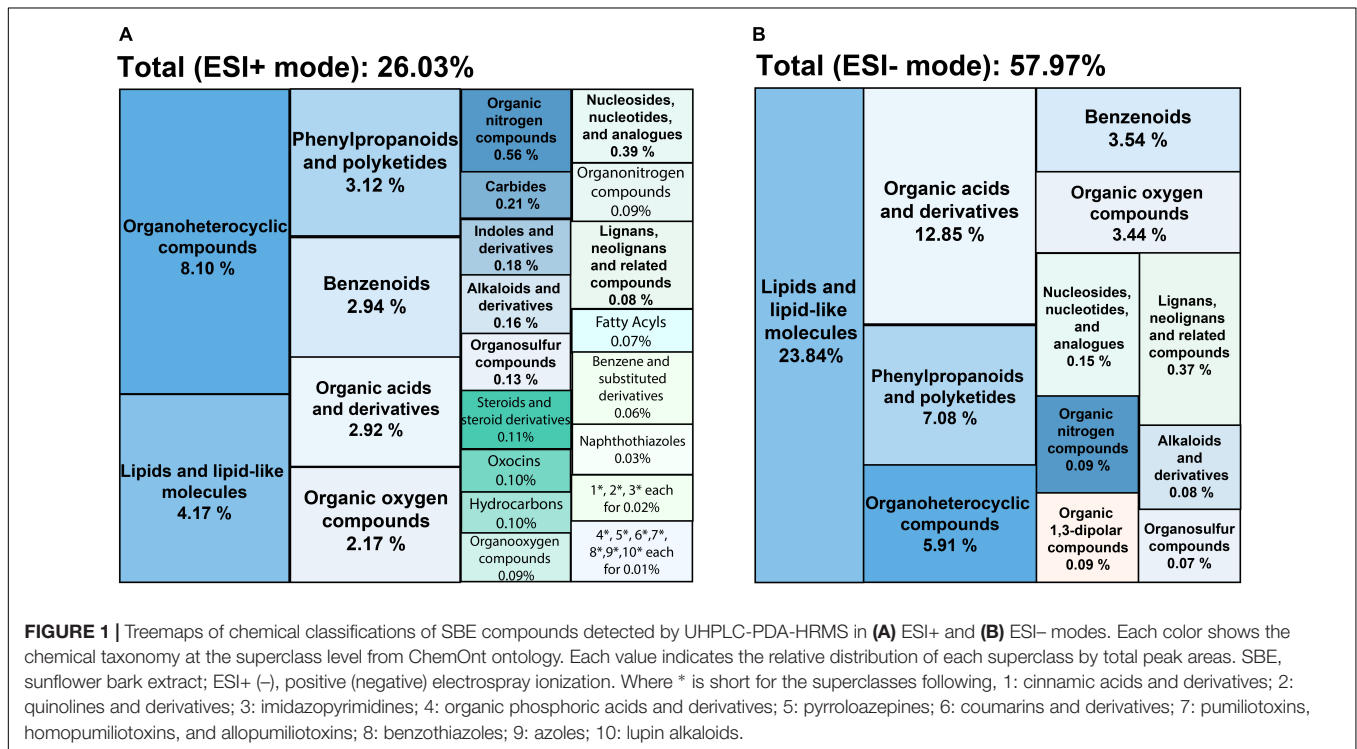 A
Total (ESI+ mode): 26.03%
Organoheterocyclic
compounds
8.10 %
Lipids and lipid-like
molecules
4.17 %
Phenylpropanoids
and polyketides
3.12 %
Benzenoids
2.94 %
Organic acids
and derivatives
2.92 %
Organic oxygen
compounds
2.17 %
Organic
nitrogen
compounds
0.56 %
Carbides
0.21 %
Indoles and
derivatives
0.18 %
Alkaloids and
derivatives
0.16 %
Organosulfur
compounds
0.13 %
Steroids and
steroid derivatives
0.11%
Oxocins
0.10%
Hydrocarbons
0.10%
Organooxygen
compounds
0.09%
Nucleosides,
nucleotides,
and analogues
0.39 %
Organonitrogen
compounds
0.09%
Lignans,
neolignans
and related
compounds
0.08 %
Fatty Acyls
0.07%
Benzene and
substituted
derivatives
0.06%
Naphthothiazoles
0.03%
1*, 2*, 3* each
for 0.02%
4*, 5*, 6*,7*,
8*,9*,10* each
for 0.01%
B
Total (ESI- mode): 57.97%
Lipids and
lipid-like
molecules
23.84%
Organic acids
and derivatives
12.85 %
Phenylpropanoids
and polyketides
7.08 %
Organoheterocyclic
compounds
5.91 %
Benzenoids
3.54 %
Organic oxygen
compounds
3.44 %
Nucleosides,
nucleotides,
and
analogues
0.15 %
Organic
nitrogen
compounds
0.09 %
Organic
1,3-dipolar
compounds
0.09 %
Lignans,
neolignans
and related
compounds
0.37 %
Alkaloids
and
derivatives
0.08 %
Organosulfur
compounds
0.07 %
FIGURE 1 | Treemaps of chemical classifications of SBE compounds detected by UHPLC-PDA-HRMS in (A) ESI+ and (B) ESI– modes. Each color shows the
chemical taxonomy at the superclass level from ChemOnt ontology. Each value indicates the relative distribution of each superclass by total peak areas. SBE,
sunflower bark extract; ESI+ (–), positive (negative) electrospray ionization. Where * is short for the superclasses following, 1: cinnamic acids and derivatives; 2:
quinolines and derivatives; 3: imidazopyrimidines; 4: organic phosphoric acids and derivatives; 5: pyrroloazepines; 6: coumarins and derivatives; 7: pumiliotoxins,
homopumiliotoxins, and allopumiliotoxins; 8: benzothiazoles; 9: azoles; 10: lupin alkaloids.